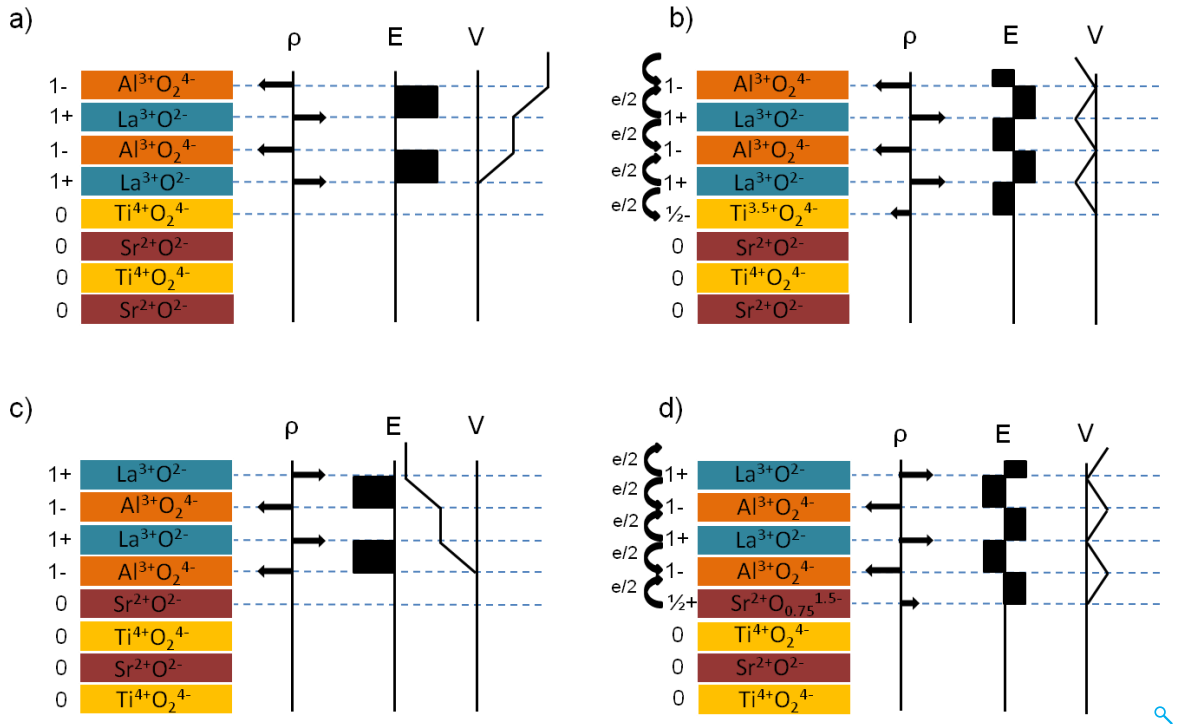 a)
ρ E V
1- Al³⁺O₂⁴⁻
1+ La³⁺O²⁻
1- Al³⁺O₂⁴⁻
1+ La³⁺O²⁻
0 Ti⁴⁺O₂⁴⁻
0 Sr²⁺O²⁻
0 Ti⁴⁺O₂⁴⁻
0 Sr²⁺O²⁻
b)
ρ E V
1- Al³⁺O₂⁴⁻
e/2
1+ La³⁺O²⁻
e/2
1- Al³⁺O₂⁴⁻
e/2
1+ La³⁺O²⁻
e/2
½- Ti³·⁵⁺O₂⁴⁻
0 Sr²⁺O²⁻
0 Ti⁴⁺O₂⁴⁻
0 Sr²⁺O²⁻
c)
ρ E V
1+ La³⁺O²⁻
1- Al³⁺O₂⁴⁻
1+ La³⁺O²⁻
1- Al³⁺O₂⁴⁻
0 Sr²⁺O²⁻
0 Ti⁴⁺O₂⁴⁻
0 Sr²⁺O²⁻
0 Ti⁴⁺O₂⁴⁻
d)
ρ E V
e/2
1+ La³⁺O²⁻
e/2
1- Al³⁺O₂⁴⁻
e/2
1+ La³⁺O²⁻
e/2
1- Al³⁺O₂⁴⁻
e/2
½+ Sr²⁺O₀.₇₅¹·⁵⁻
0 Ti⁴⁺O₂⁴⁻
0 Sr²⁺O²⁻
0 Ti⁴⁺O₂⁴⁻